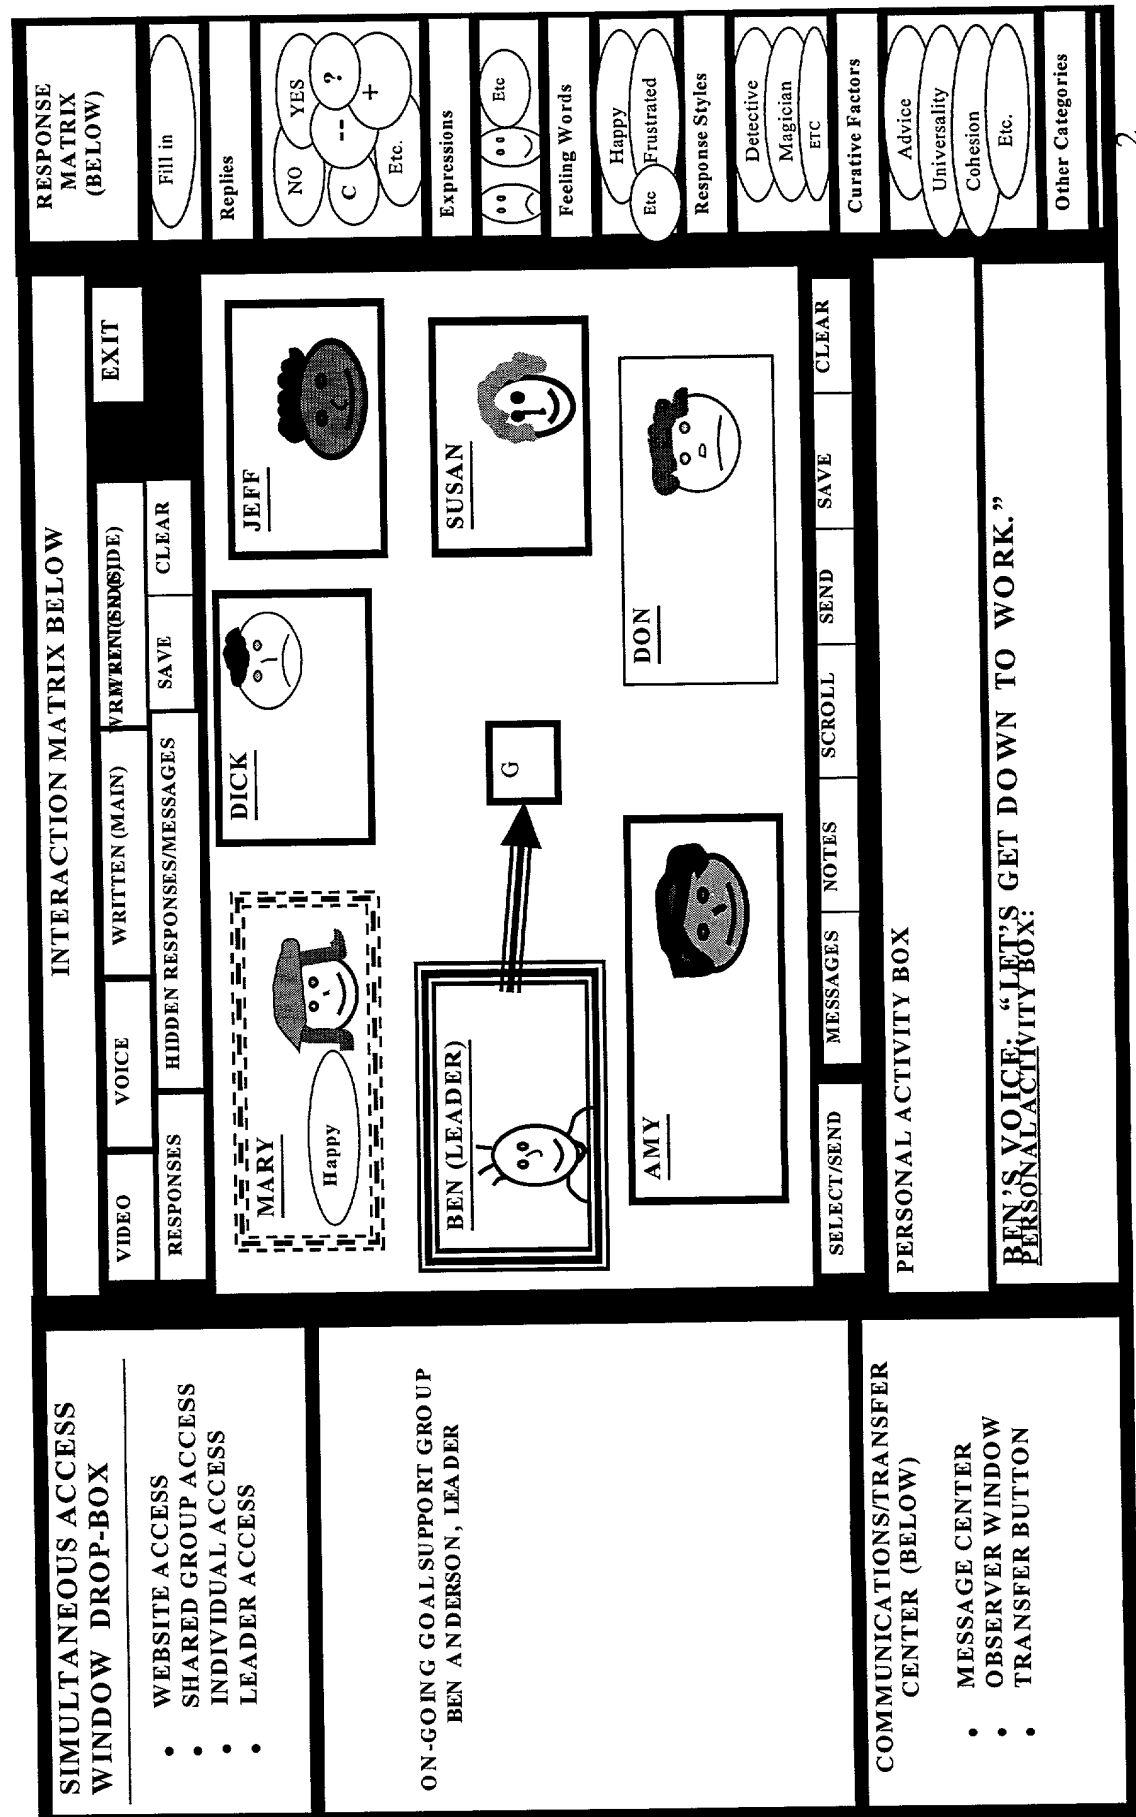 SIMULTANEOUS ACCESS
WINDOW DROP-BOX
• WEBSITE ACCESS
• SHARED GROUP ACCESS
• INDIVIDUAL ACCESS
• LEADER ACCESS
ON-GOING GOAL SUPPORT GROUP
BEN ANDERSON, LEADER
COMMUNICATIONS/TRANSFER
CENTER (BELOW)
• MESSAGE CENTER
• OBSERVER WINDOW
• TRANSFER BUTTON
INTERACTION MATRIX BELOW
VIDEO
VOICE
WRITTEN (MAIN)
EXIT
RESPONSES
HIDDEN RESPONSES/MESSAGES
SAVE
CLEAR
MARY
Happy
DICK
JEFF
BEN (LEADER)
G
SUSAN
AMY
DON
SELECT/SEND
MESSAGES
NOTES
SCROLL
SEND
SAVE
CLEAR
PERSONAL ACTIVITY BOX
BEN'S VOICE: “LET'S GET DOWN TO WORK.”
PERSONAL ACTIVITY BOX:
RESPONSE
MATRIX
(BELOW)
Fill in
Replies
NO
YES
C
--
?
Etc.
+
Expressions
Etc
Feeling Words
Happy
Frustrated
Etc
Response Styles
Detective
Magician
ETC
Curative Factors
Advice
Universality
Cohesion
Etc.
Other Categories